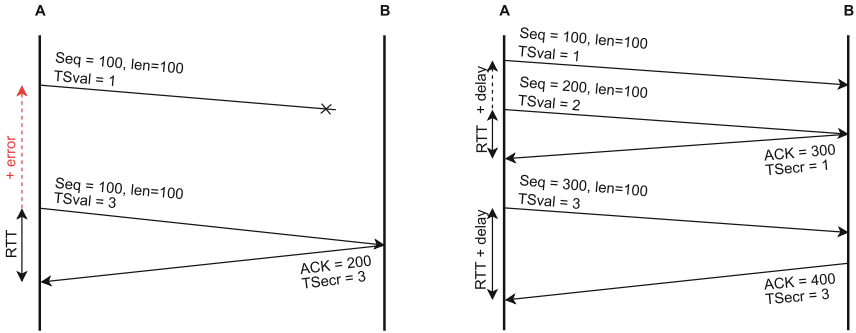 A
B
Seq = 100, len=100
TSval = 1
+ error
Seq = 100, len=100
TSval = 3
RTT
ACK = 200
TSecr = 3
A
B
Seq = 100, len=100
TSval = 1
Seq = 200, len=100
TSval = 2
RTT + delay
ACK = 300
TSecr = 1
Seq = 300, len=100
TSval = 3
RTT + delay
ACK = 400
TSecr = 3